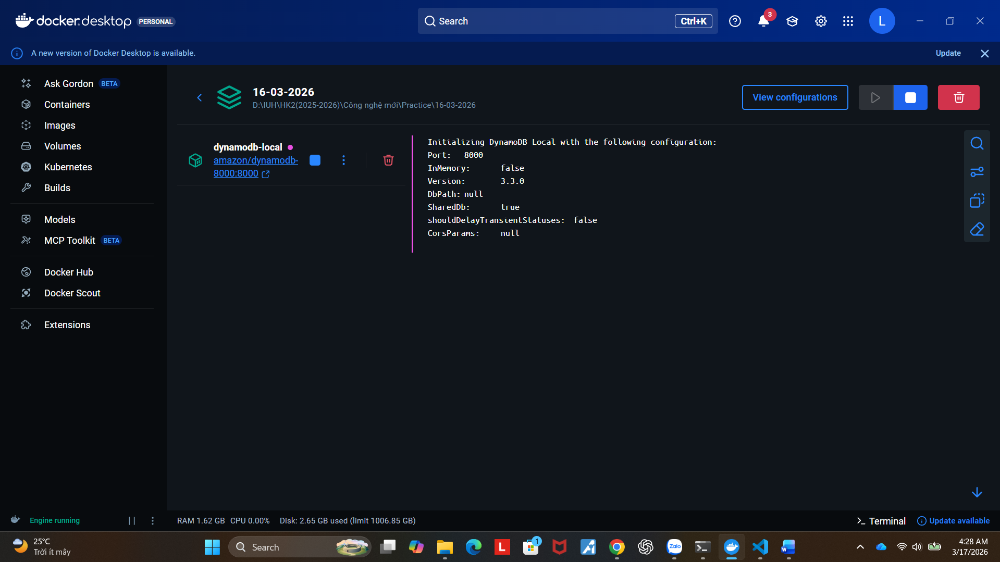 docker.desktop PERSONAL
Search
Ctrl+K
3
L
A new version of Docker Desktop is available.
Update
Ask Gordon BETA
Containers
Images
Volumes
Kubernetes
Builds
Models
MCP Toolkit BETA
Docker Hub
Docker Scout
Extensions
16-03-2026
D:\IUH\HK2(2025-2026)\Công nghệ mới\Practice\16-03-2026
View configurations
dynamodb-local
amazon/dynamodb-
8000:8000
Initializing DynamoDB Local with the following configuration:
Port: 8000
InMemory: false
Version: 3.3.0
DbPath: null
SharedDb: true
shouldDelayTransientStatuses: false
CorsParams: null
Engine running
RAM 1.62 GB CPU 0.00% Disk: 2.65 GB used (limit 1006.85 GB)
Terminal
Update available
25°C
Trời ít mây
Search
L
1
Zalo
W
4:28 AM
3/17/2026